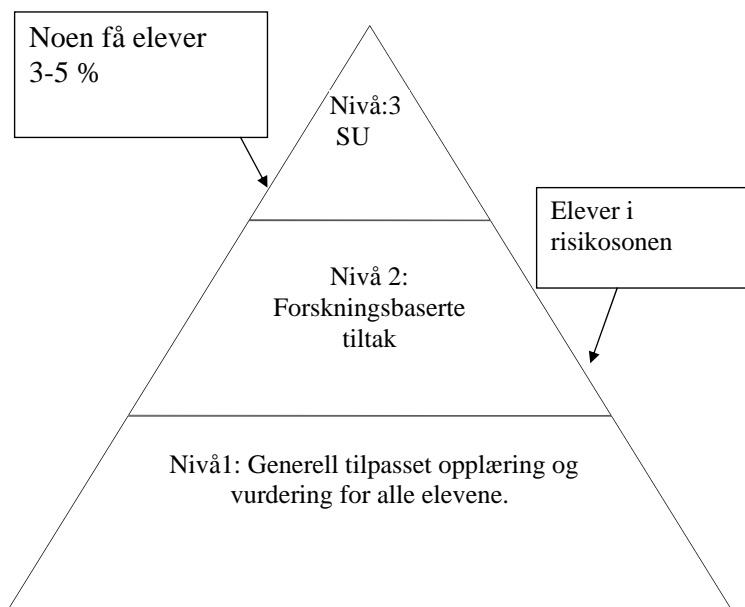 Noen få elever
3-5 %
Nivå:3
SU
Elever i
risikosonen
Nivå 2:
Forskningsbaserte
tiltak
Nivå1: Generell tilpasset opplæring og
vurdering for alle elevene.